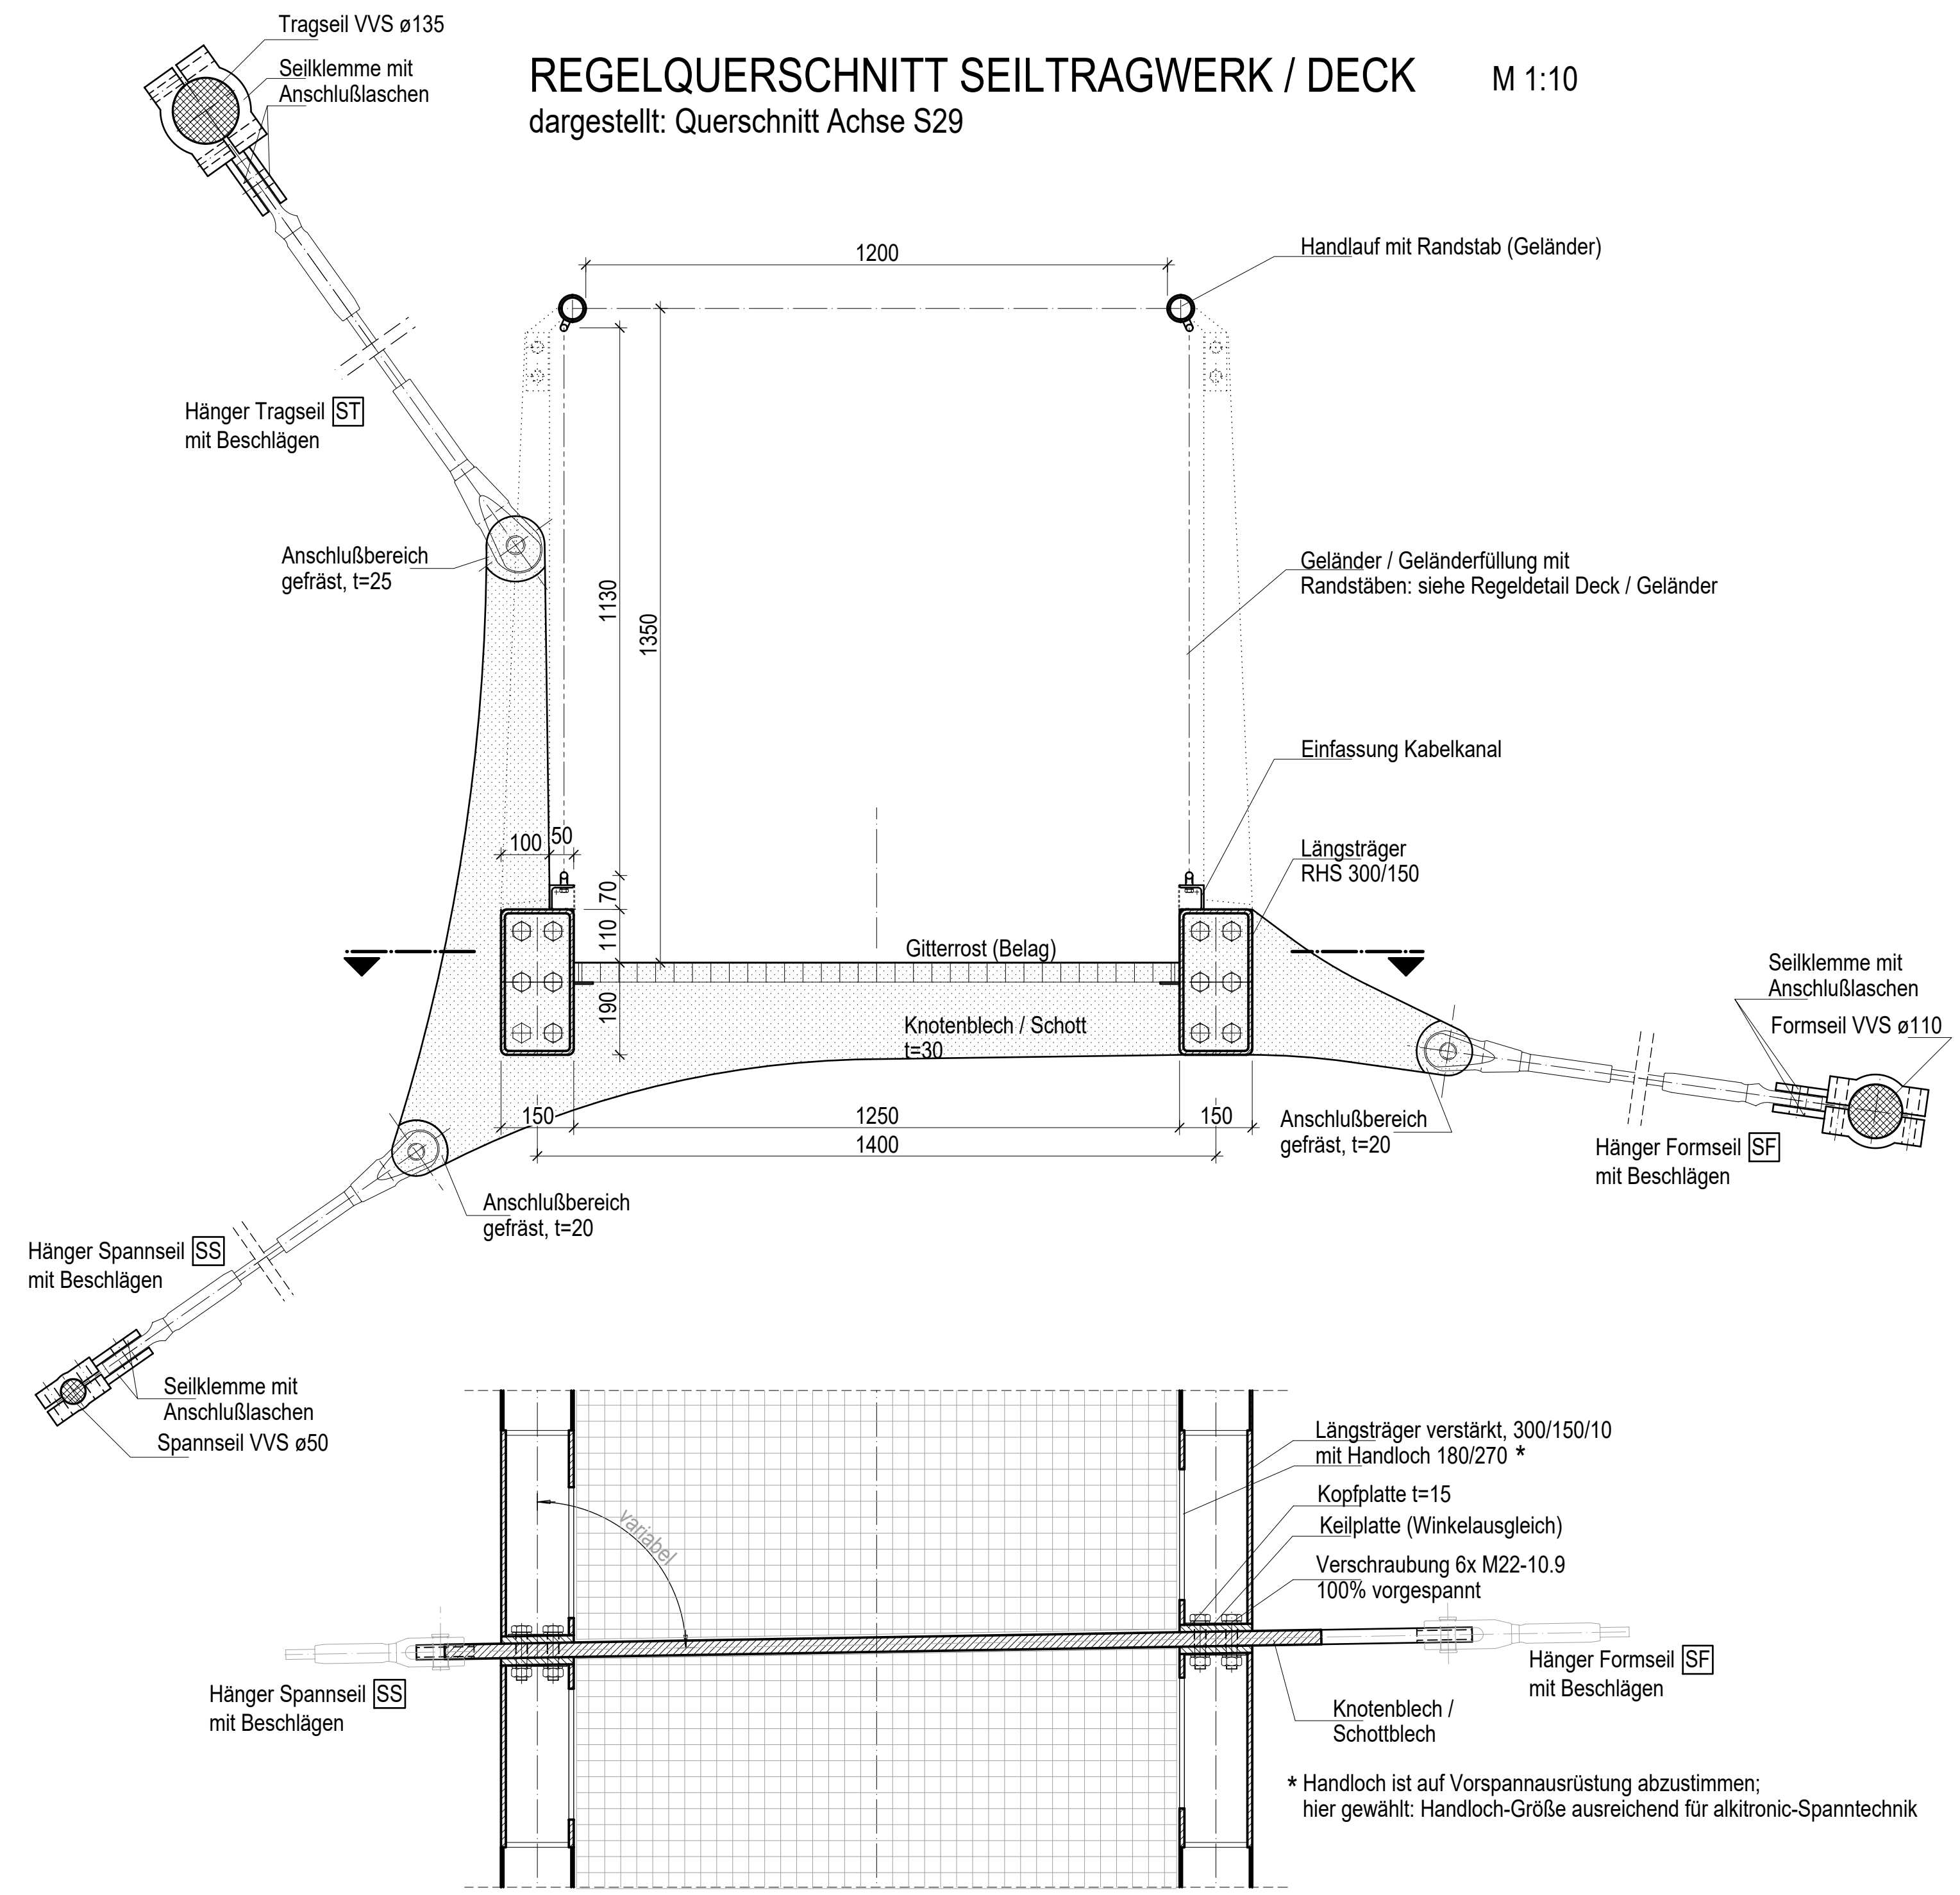 Tragseil VVS ø135
Seilklemme mit
Anschlußlaschen
REGELQUERSCHNITT SEILTRAGWERK / DECK
M 1:10
dargestellt: Querschnitt Achse S29
1200
Handlauf mit Randstab (Geländer)
Hänger Tragseil ST
mit Beschlägen
Anschlußbereich
gefräst, t=25
1130
1350
Geländer / Geländerfüllung mit
Randstäben: siehe Regeldetail Deck / Geländer
Einfassung Kabelkanal
100
50
70
110
190
Längsträger
RHS 300/150
Gitterrost (Belag)
Knotenblech / Schott
t=30
Seilklemme mit
Anschlußlaschen
Formseil VVS ø110
150
1250
150
1400
Anschlußbereich
gefräst, t=20
Hänger Formseil SF
mit Beschlägen
Anschlußbereich
gefräst, t=20
Hänger Spannseil SS
mit Beschlägen
Seilklemme mit
Anschlußlaschen
Spannseil VVS ø50
Längsträger verstärkt, 300/150/10
mit Handloch 180/270 *
Kopfplatte t=15
Keilplatte (Winkelausgleich)
Verschraubung 6x M22-10.9
100% vorgespannt
variabel
Hänger Spannseil SS
mit Beschlägen
Hänger Formseil SF
mit Beschlägen
Knotenblech /
Schottblech
* Handloch ist auf Vorspannausrüstung abzustimmen;
hier gewählt: Handloch-Größe ausreichend für alkitronic-Spanntechnik